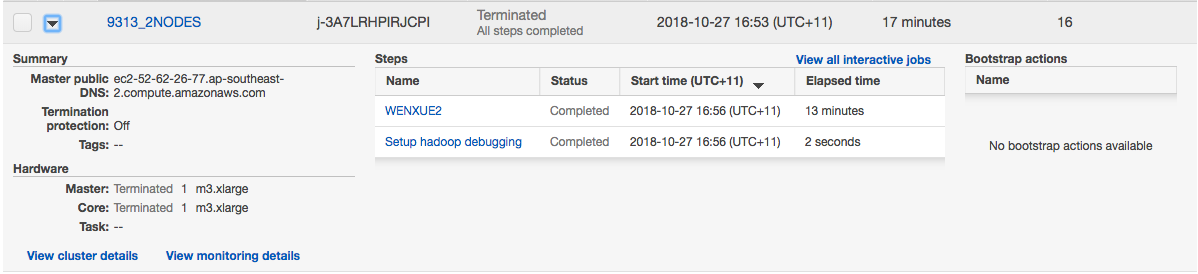 9313_2NODES j-3A7LRHPIRJCPI Terminated 2018-10-27 16:53 (UTC+11) 17 minutes 16
All steps completed
Summary
Master public DNS: ec2-52-62-26-77.ap-southeast-
2.compute.amazonaws.com
Termination protection: Off
Tags: --
Hardware
Master: Terminated 1 m3.xlarge
Core: Terminated 1 m3.xlarge
Task: --
View cluster details View monitoring details
Steps View all interactive jobs
Name Status Start time (UTC+11) Elapsed time
WENXUE2 Completed 2018-10-27 16:56 (UTC+11) 13 minutes
Setup hadoop debugging Completed 2018-10-27 16:56 (UTC+11) 2 seconds
Bootstrap actions
Name
No bootstrap actions available